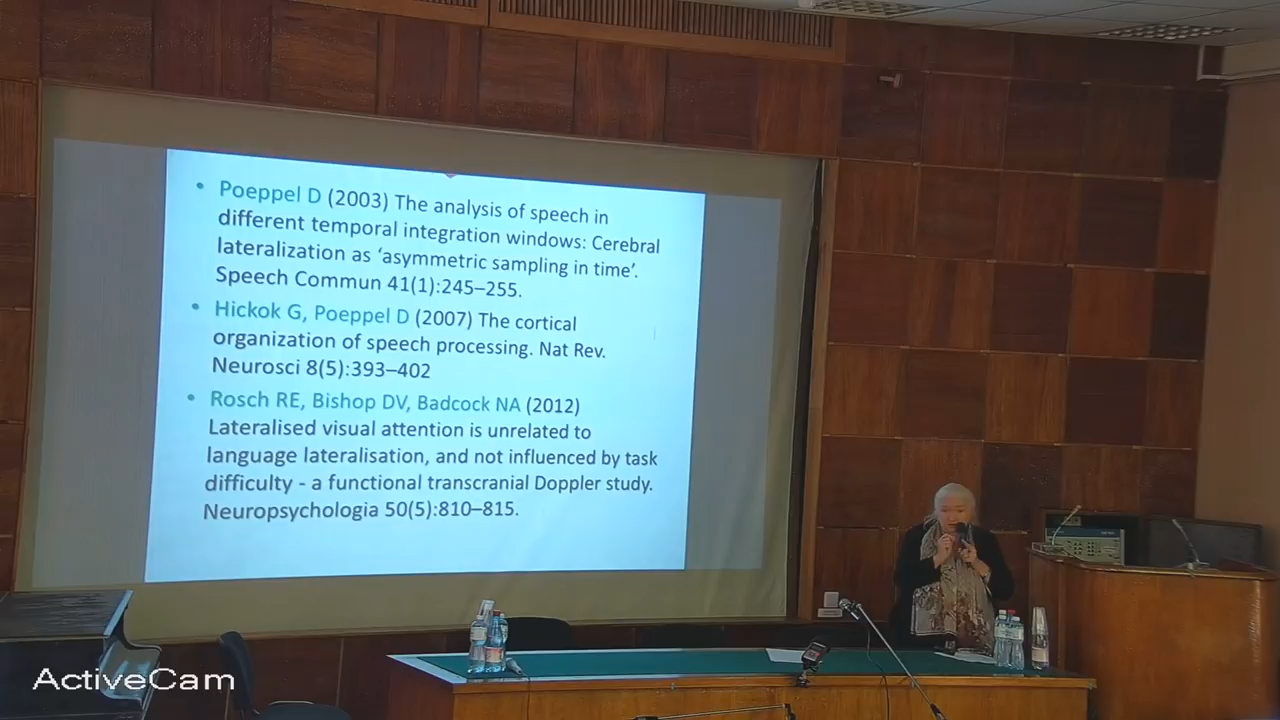 • Poeppel D (2003) The analysis of speech in
different temporal integration windows: Cerebral
lateralization as ‘asymmetric sampling in time’.
Speech Commun 41(1):245–255.
• Hickok G, Poeppel D (2007) The cortical
organization of speech processing. Nat Rev.
Neurosci 8(5):393–402
• Rosch RE, Bishop DV, Badcock NA (2012)
Lateralised visual attention is unrelated to
language lateralisation, and not influenced by task
difficulty - a functional transcranial Doppler study.
Neuropsychologia 50(5):810–815.
ActiveCam